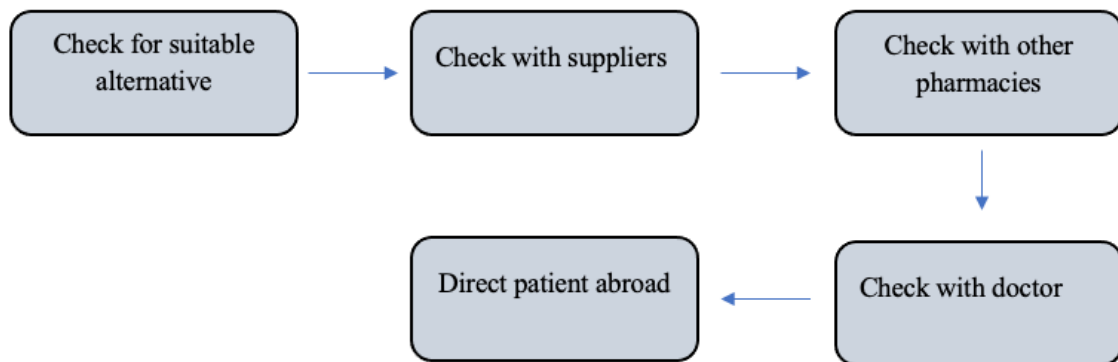 Check for suitable
alternative
Check with suppliers
Check with other
pharmacies
Check with doctor
Direct patient abroad